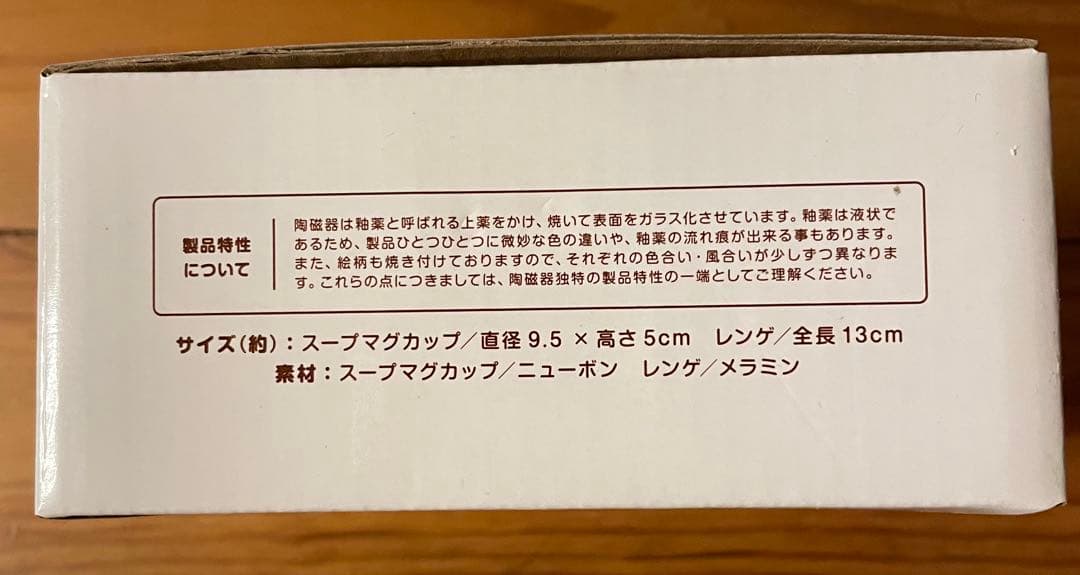 製品特性
について
陶磁器は釉薬と呼ばれる上薬をかけ、焼いて表面をガラス化させています。釉薬は液状で
あるため、製品ひとつひとつに微妙な色の違いや、釉薬の流れ痕が出来る事もあります。
また、絵柄も焼き付けておりますので、それぞれの色合い・風合いが少しずつ異なりま
す。これらの点につきましては、陶磁器独特の製品特性の一端としてご理解ください。
サイズ(約):スープマグカップ/直径9.5×高さ5cm　レンゲ/全長13cm
素材:スープマグカップ/ニューボン　レンゲ/メラミン